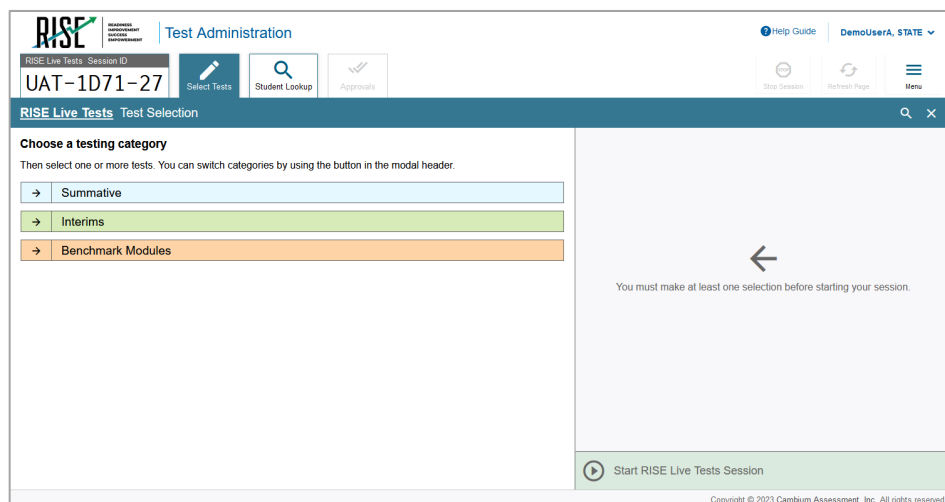 RISE
READINESS
IMPROVEMENT
SUCCESS
EMPOWERMENT
Test Administration
Help Guide
DemoUserA, STATE
RISE Live Tests Session ID
UAT-1D71-27
Select Tests
Student Lookup
Approvals
STOP
Stop Session
Refresh Page
Menu
RISE Live Tests Test Selection
Choose a testing category
Then select one or more tests. You can switch categories by using the button in the modal header.
Summative
Interims
Benchmark Modules
You must make at least one selection before starting your session.
Start RISE Live Tests Session
Copyright © 2023 Cambium Assessment, Inc. All rights reserved